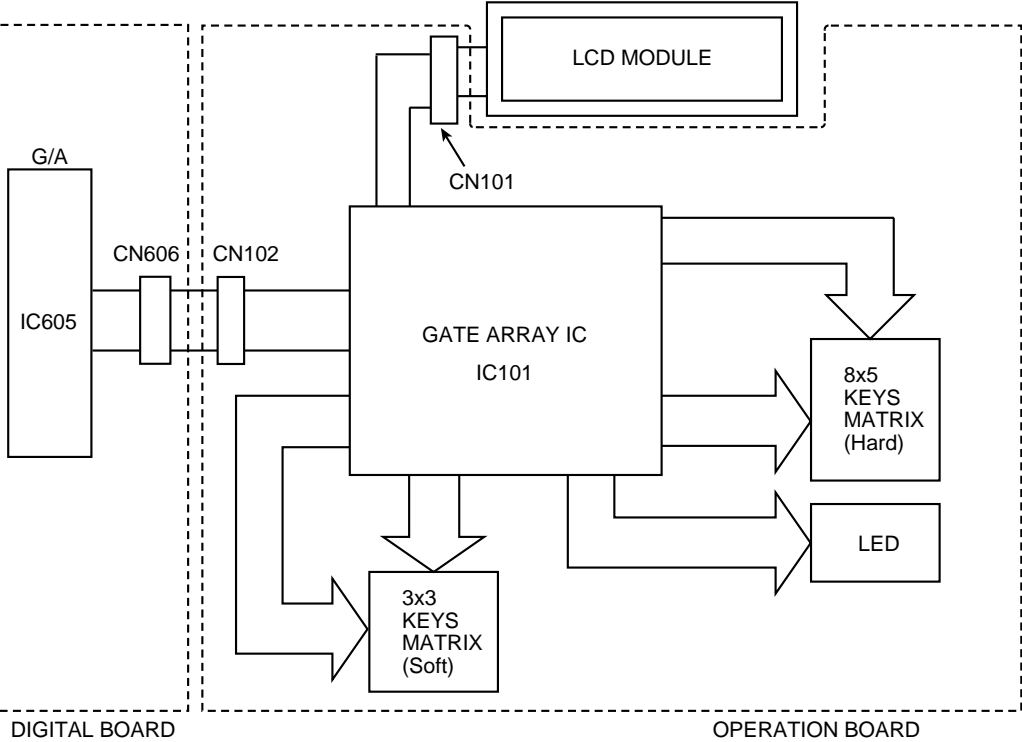 LCD MODULE
G/A
CN101
CN606
CN102
IC605
GATE ARRAY IC
IC101
8x5
KEYS
MATRIX
(Hard)
LED
3x3
KEYS
MATRIX
(Soft)
DIGITAL BOARD
OPERATION BOARD